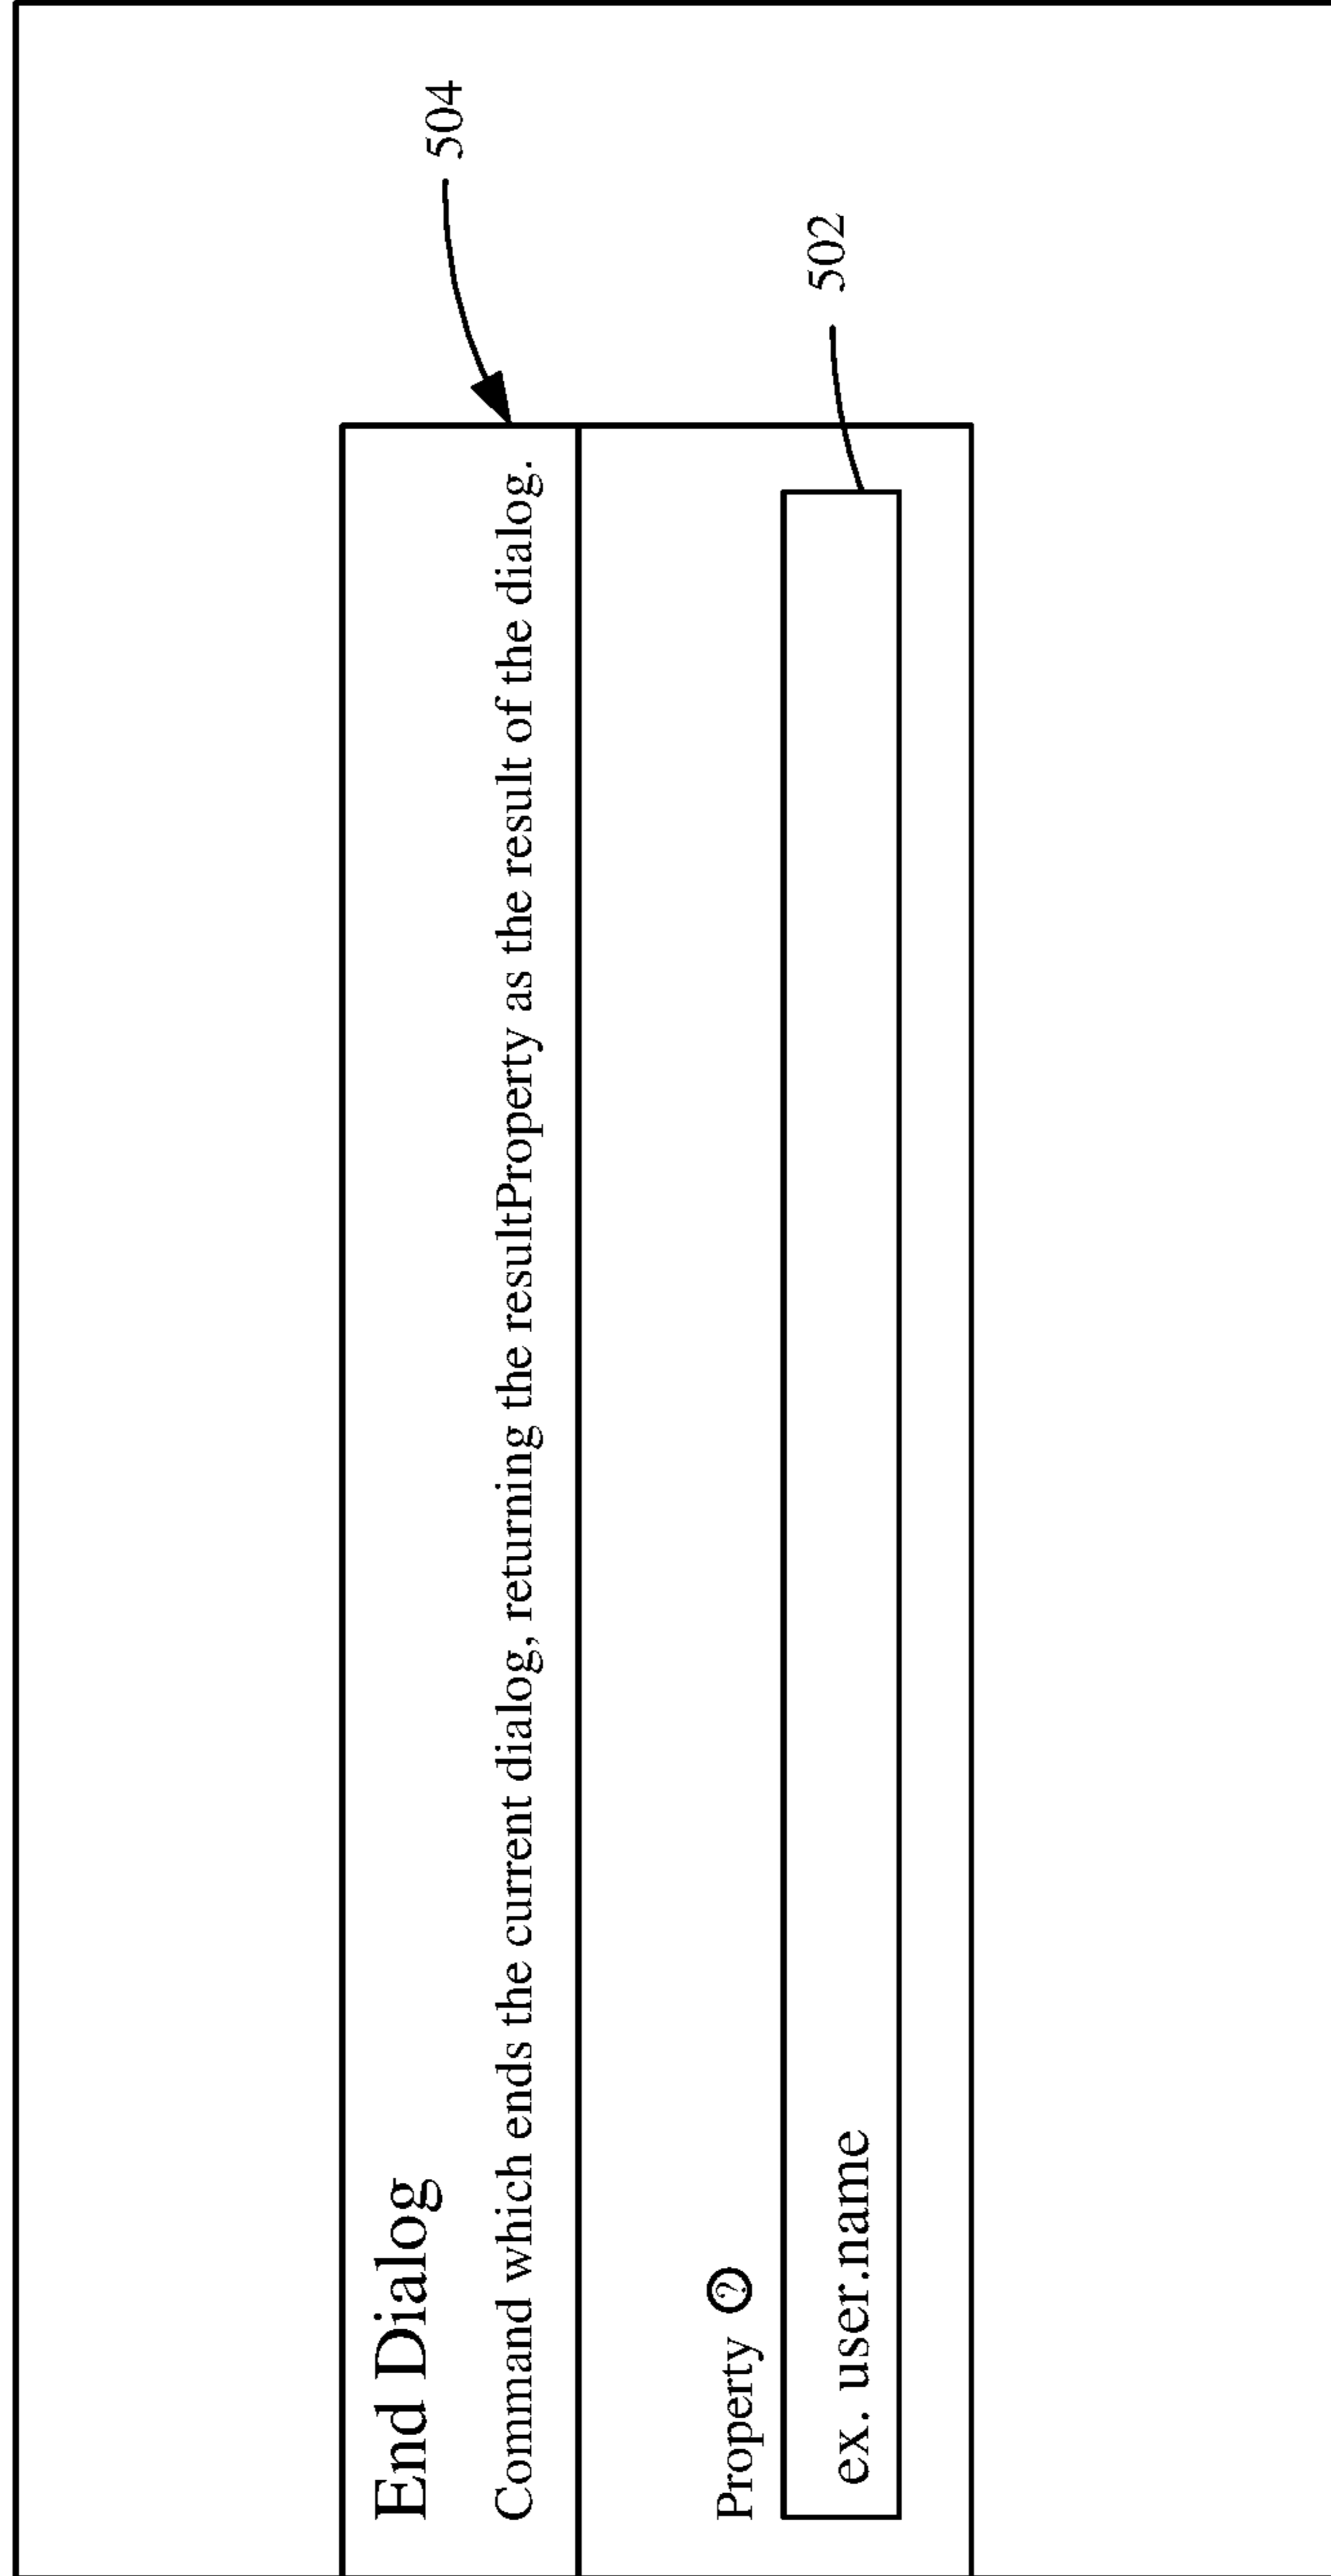 End Dialog
Command which ends the current dialog, returning the resultProperty as the result of the dialog.
504
Property ?
ex. user.name
502